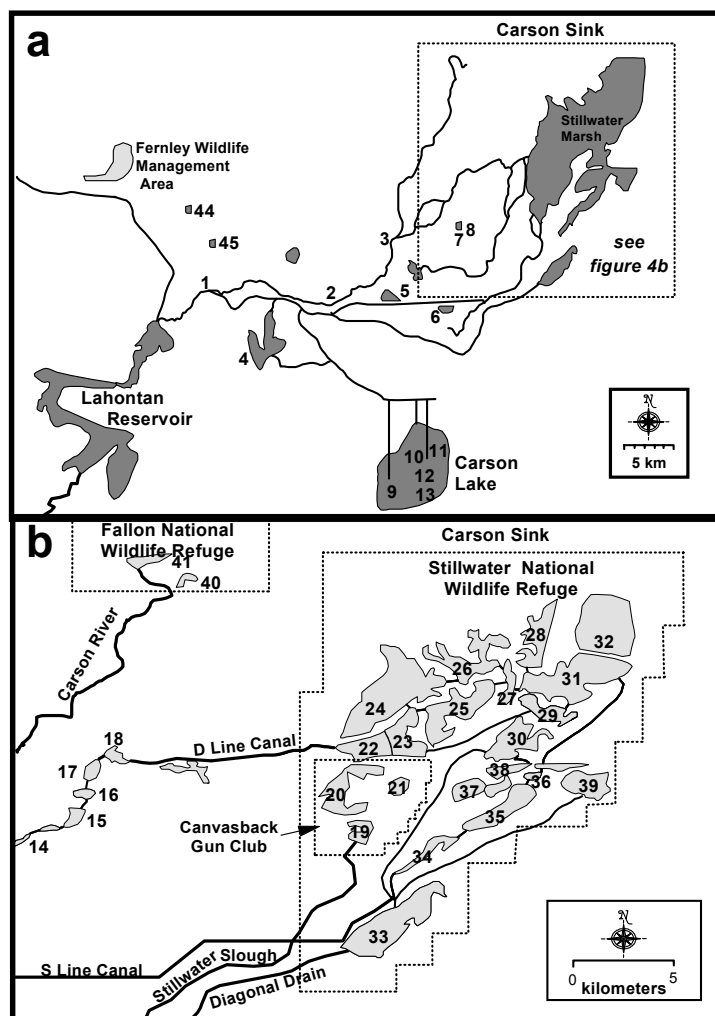 a
Carson Sink
Stillwater
Marsh
Fernley Wildlife
Management
Area
44
45
3
7
8
see
figure 4b
1
2
5
6
4
Lahontan
Reservoir
N
5 km
10
11
12
9
13
Carson
Lake
b
Fallon National
Wildlife Refuge
41
40
Carson Sink
Stillwater National
Wildlife Refuge
Carson River
28
32
26
31
24
25
27
29
18
D Line Canal
22
23
30
17
38
16
20
21
37
36
39
15
35
Canvasback
Gun Club
19
14
34
33
S Line Canal
Stillwater Slough
Diagonal Drain
N
0
5
kilometers